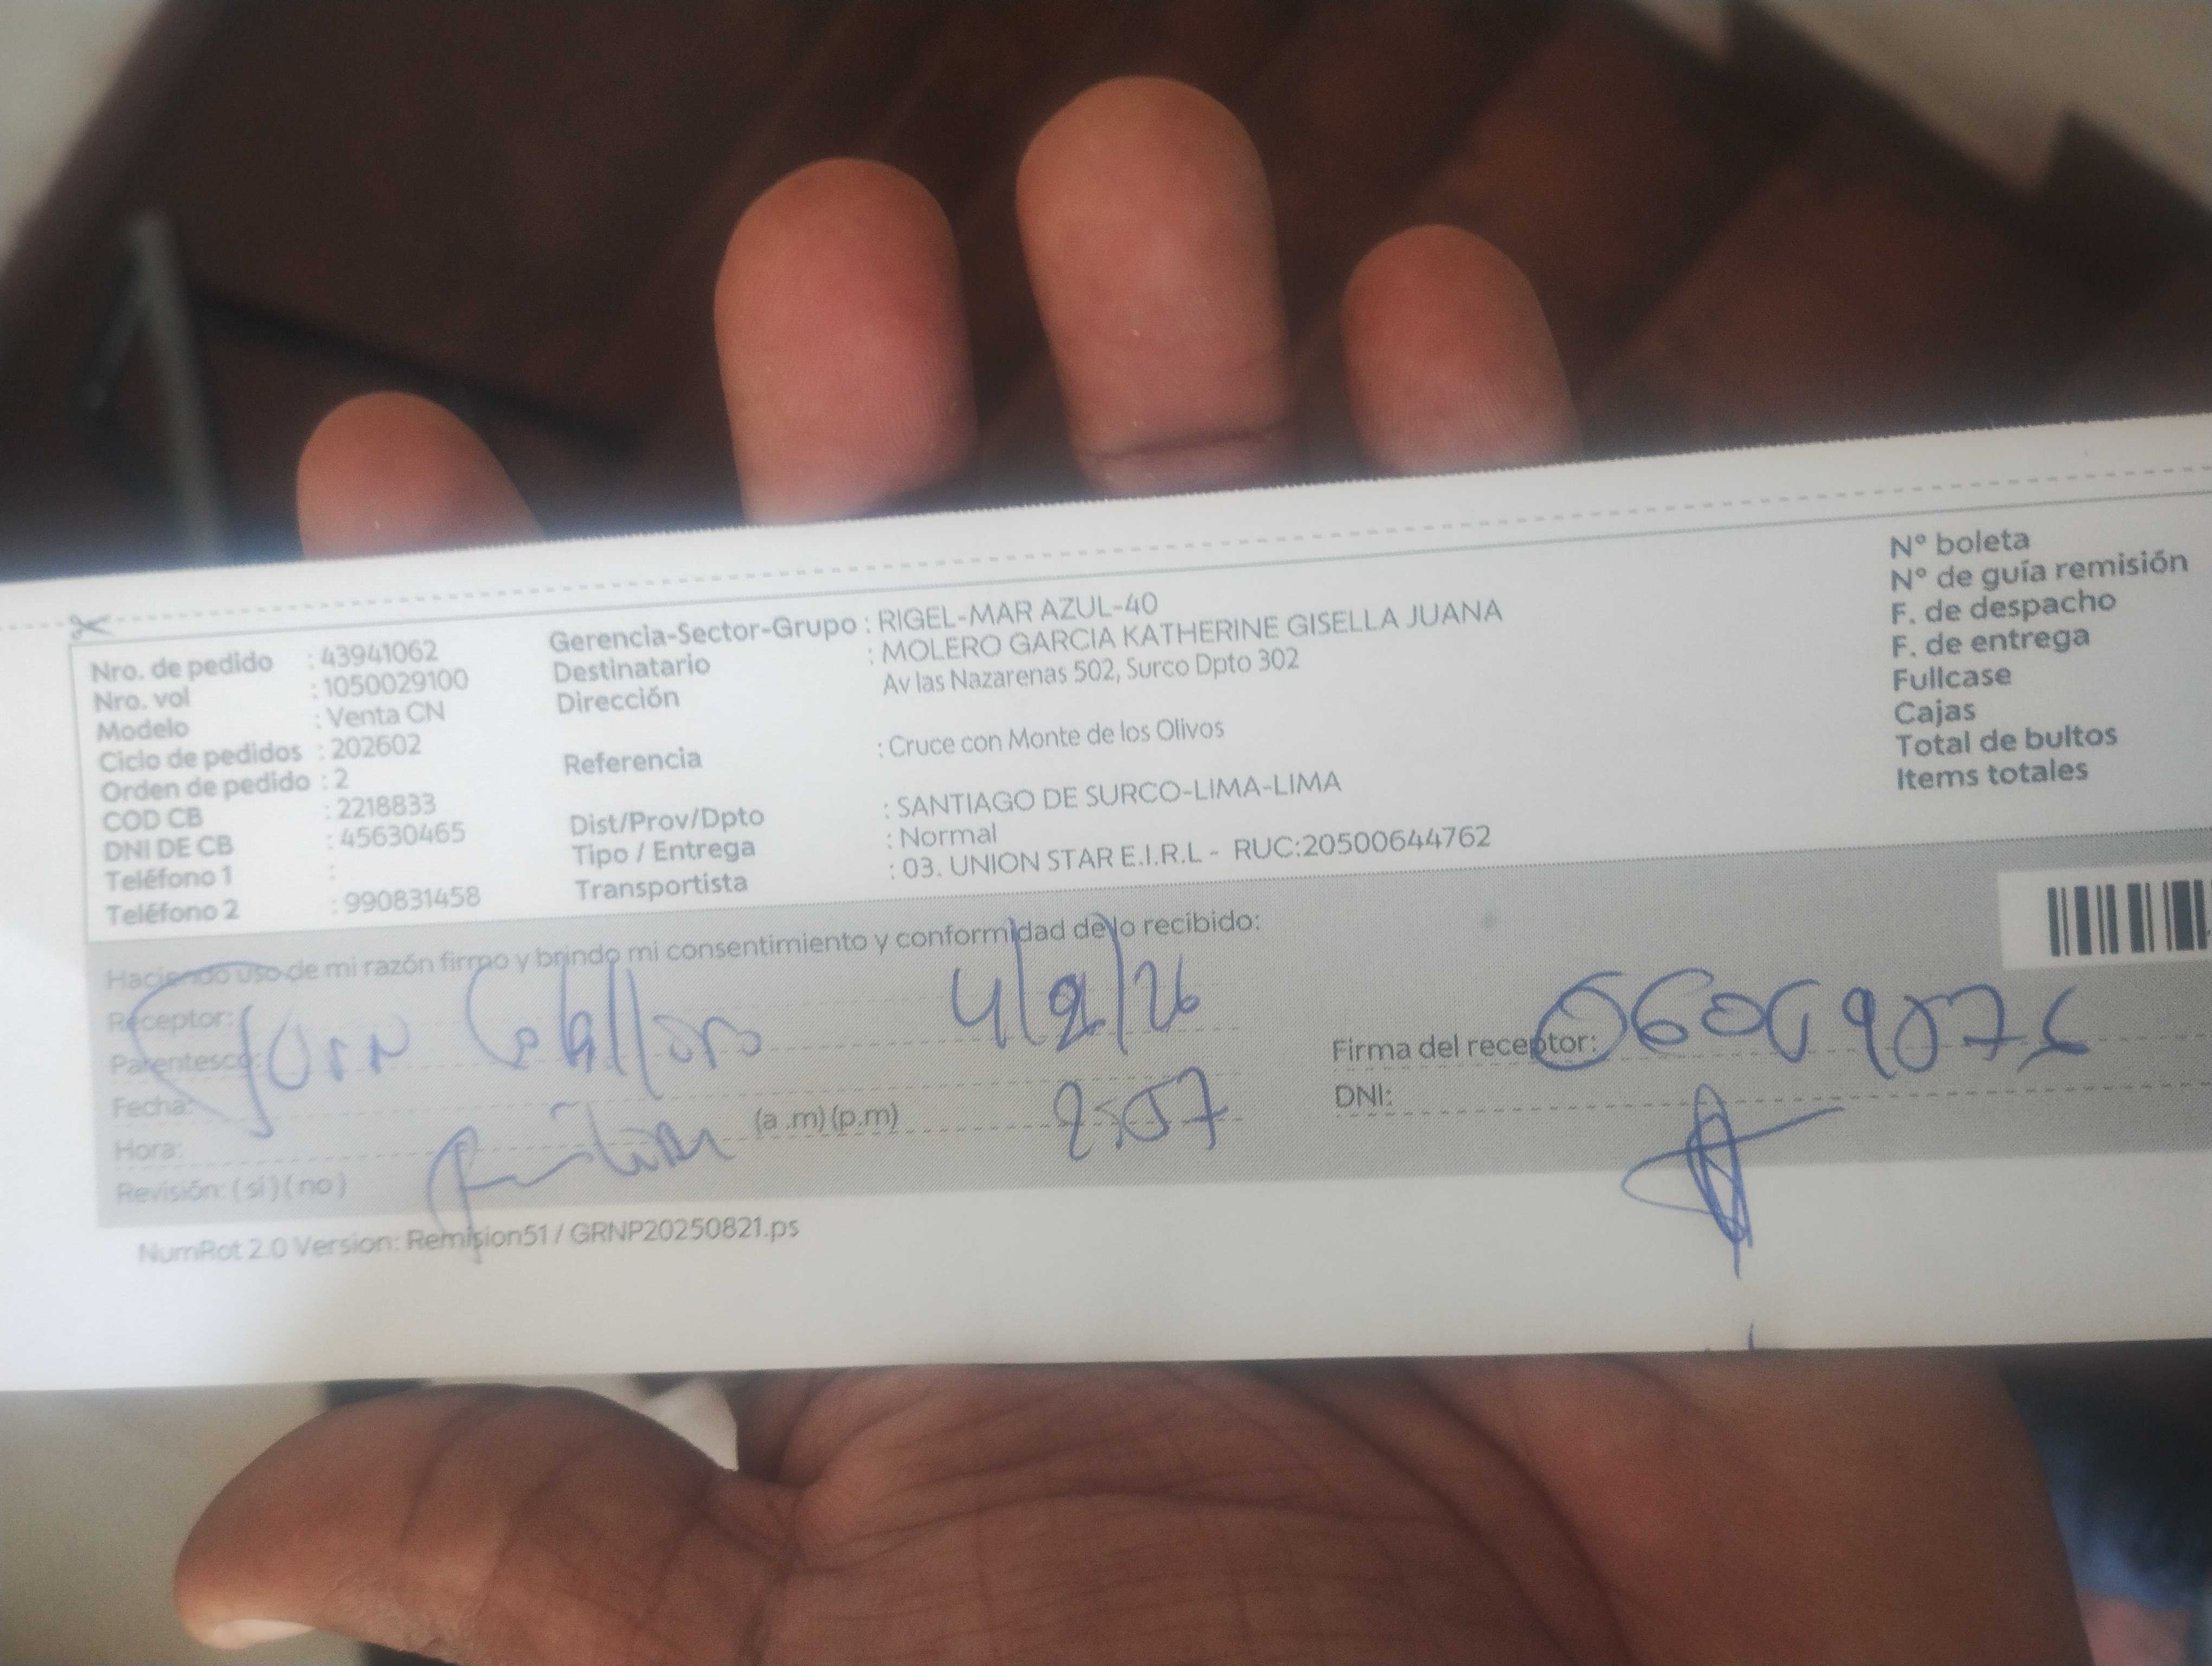 Nro. de pedido : 43941062
Nro. vol : 1050029100
Modelo : Venta CN
Ciclo de pedidos : 202602
Orden de pedido : 2
COD CB : 2218833
DNI DE CB : 45630465
Teléfono 1 :
Teléfono 2 : 990831458
Gerencia-Sector-Grupo : RIGEL-MAR AZUL-40
Destinatario : MOLERO GARCIA KATHERINE GISELLA JUANA
Dirección Av las Nazarenas 502, Surco Dpto 302
Referencia : Cruce con Monte de los Olivos
Dist/Prov/Dpto : SANTIAGO DE SURCO-LIMA-LIMA
Tipo / Entrega : Normal
Transportista : 03. UNION STAR E.I.R.L - RUC:20500644762
N° boleta
N° de guía remisión
F. de despacho
F. de entrega
Fullcase
Cajas
Total de bultos
Items totales
Haciendo uso de mi razón firmo y brindo mi consentimiento y conformidad de lo recibido:
Receptor:
Parentesco:
Fecha: 4/2/26
Hora: (a .m) (p.m) 2:57
Revisión: ( si ) ( no )
Firma del receptor:
DNI:
NumRot 2.0 Version: Remision51 / GRNP20250821.ps